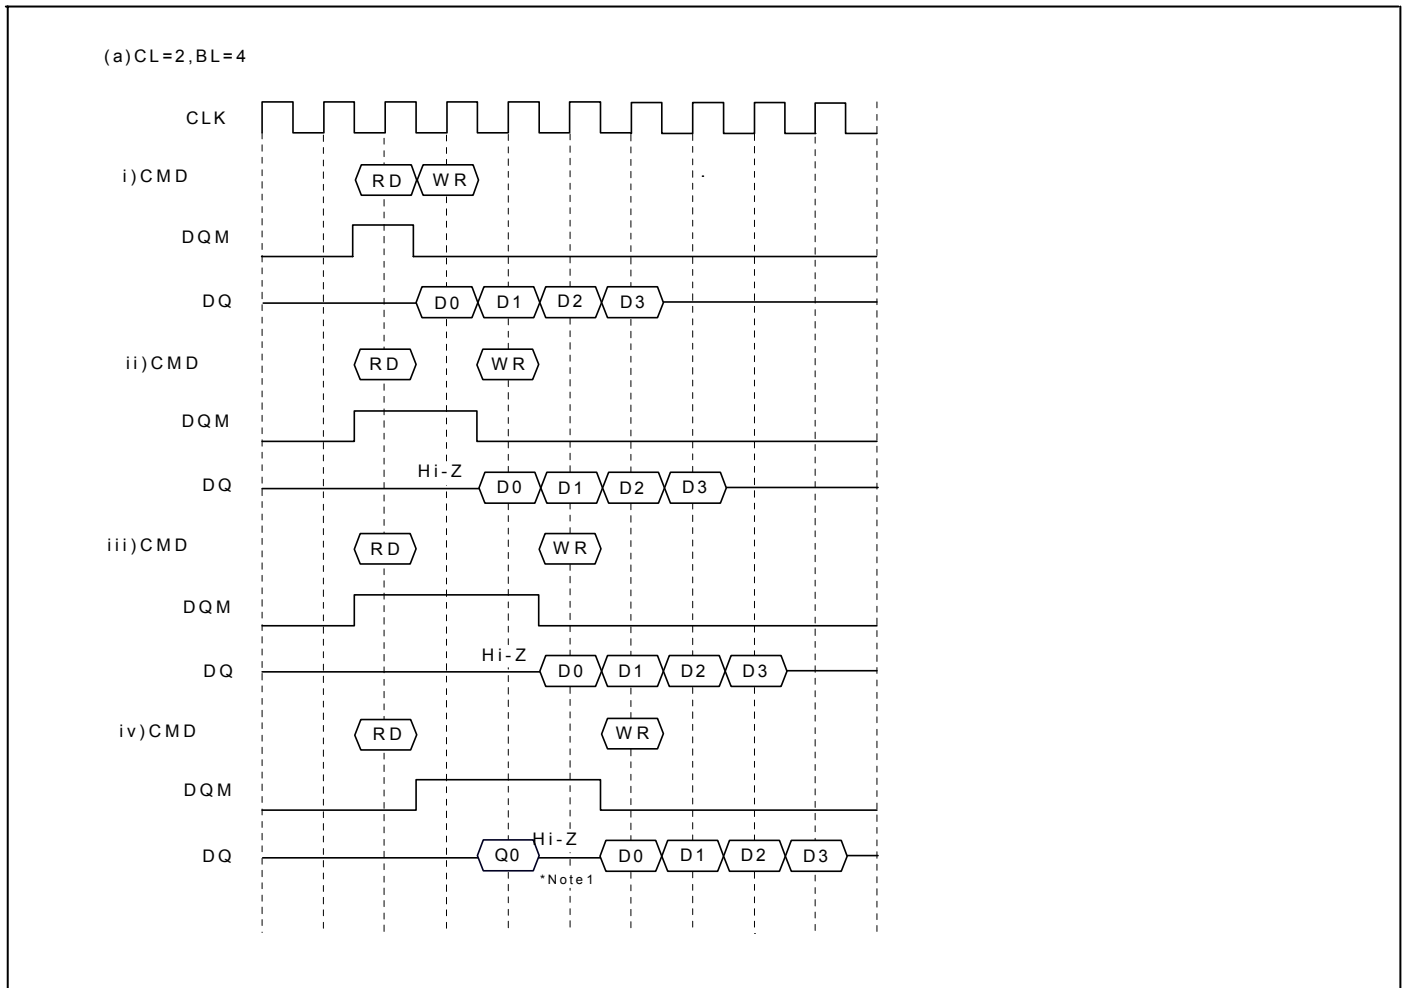 (a)CL=2,BL=4
CLK
i)CMD RD WR
DQM
DQ D0 D1 D2 D3
ii)CMD RD WR
DQM
Hi-Z
DQ D0 D1 D2 D3
iii)CMD RD WR
DQM
Hi-Z
DQ D0 D1 D2 D3
iv)CMD RD WR
DQM
Hi-Z
DQ Q0 D0 D1 D2 D3
*Note1